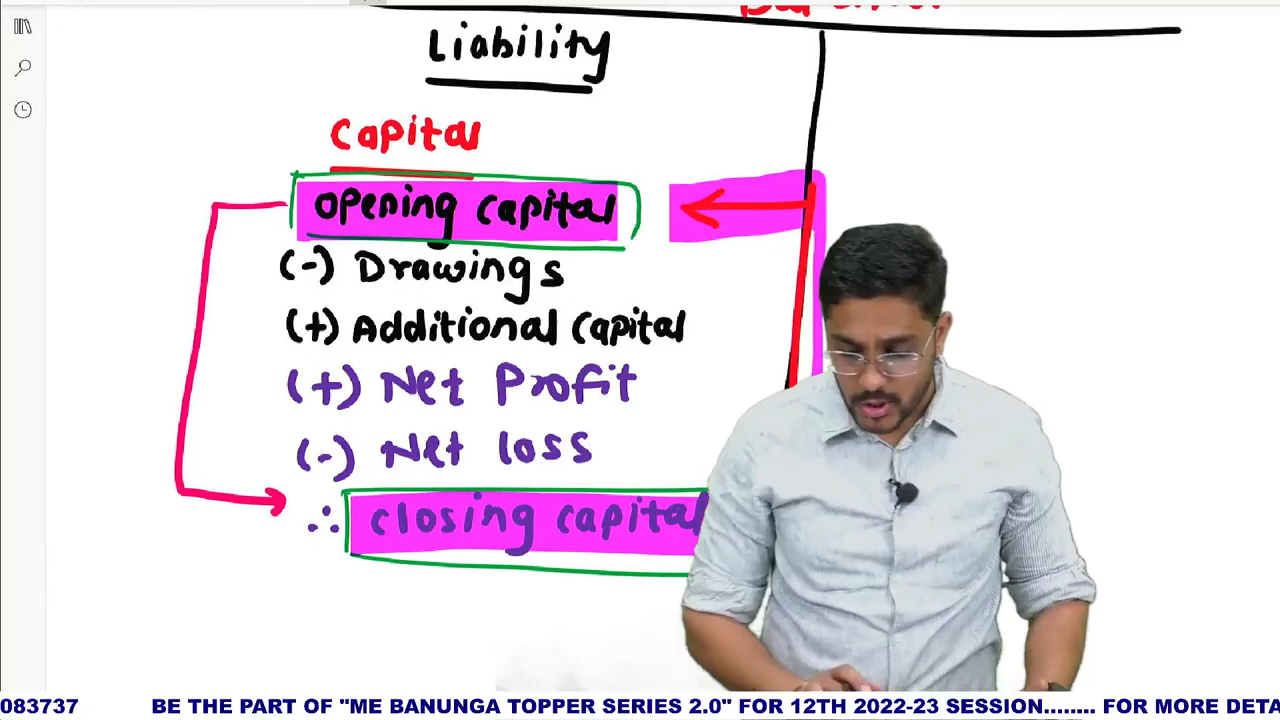 Liability
Capital
opening capital
(-) Drawings
(+) Additional capital
(+) Net Profit
(-) Net loss
∴ closing capital
083737 BE THE PART OF "ME BANUNGA TOPPER SERIES 2.0" FOR 12TH 2022-23 SESSION........ FOR MORE DETA